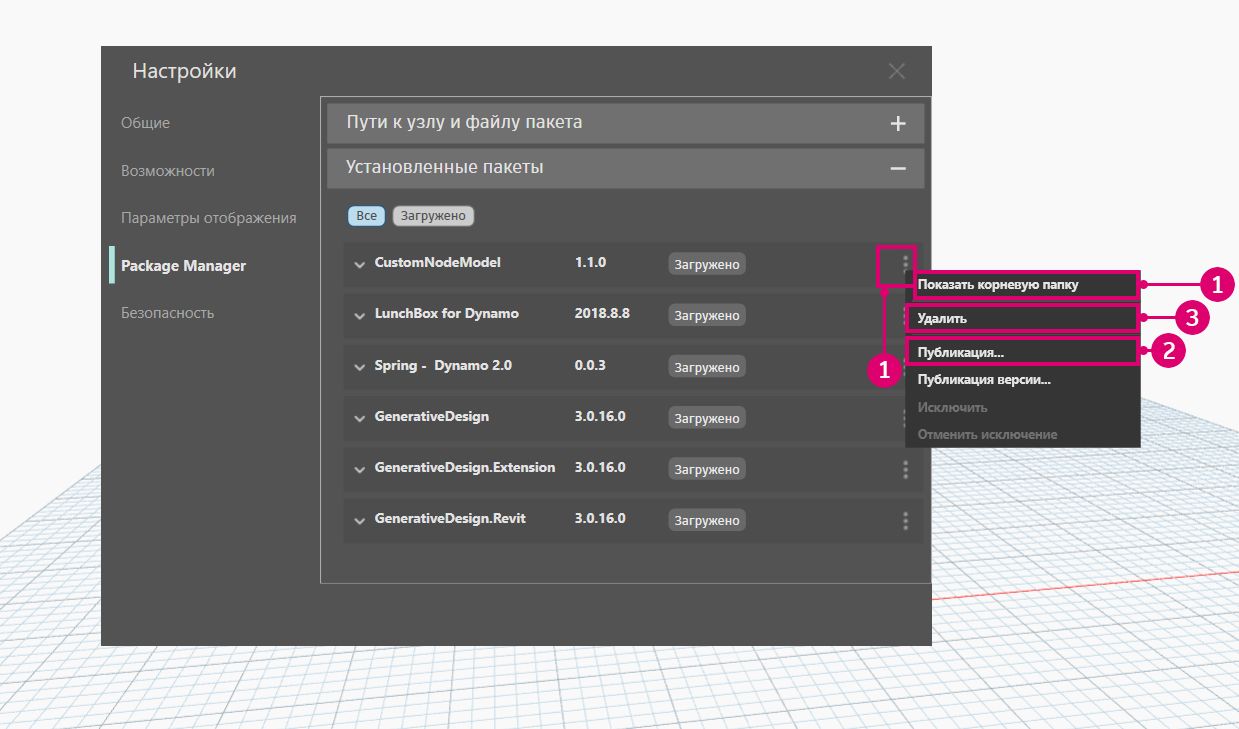 Настройки
Общие
Возможности
Параметры отображения
Package Manager
Безопасность
Пути к узлу и файлу пакета
Установленные пакеты
Все Загружено
CustomNodeModel 1.1.0 Загружено
LunchBox for Dynamo 2018.8.8 Загружено
Spring - Dynamo 2.0 0.0.3 Загружено
GenerativeDesign 3.0.16.0 Загружено
GenerativeDesign.Extension 3.0.16.0 Загружено
GenerativeDesign.Revit 3.0.16.0 Загружено
1
Показать корневую папку 1
Удалить 3
Публикация... 2
Публикация версии...
Исключить
Отменить исключение